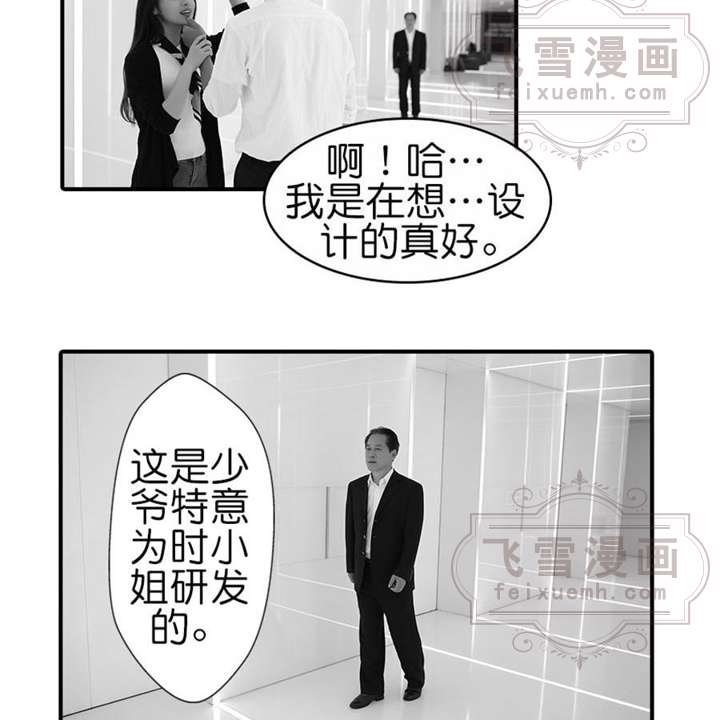 飞雪漫画
feixuemh.com
啊！哈…
我是在想…设
计的真好。
这是少
爷特意
为时小
姐研发
的。
飞雪漫画
feixuemh.com